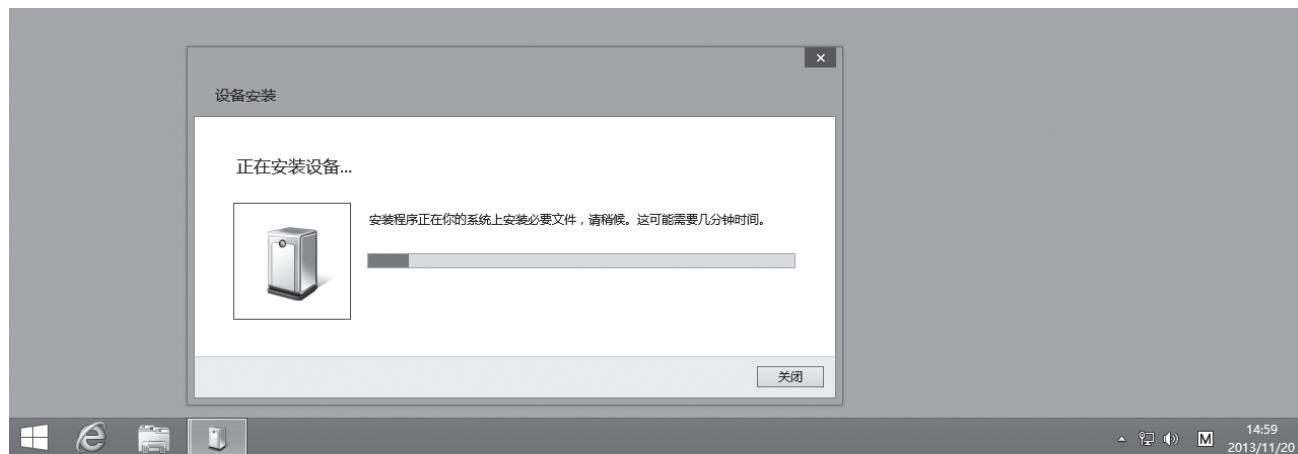 设备安装
正在安装设备...
安装程序正在你的系统上安装必要文件，请稍候。这可能需要几分钟时间。
关闭
M
14:59
2013/11/20